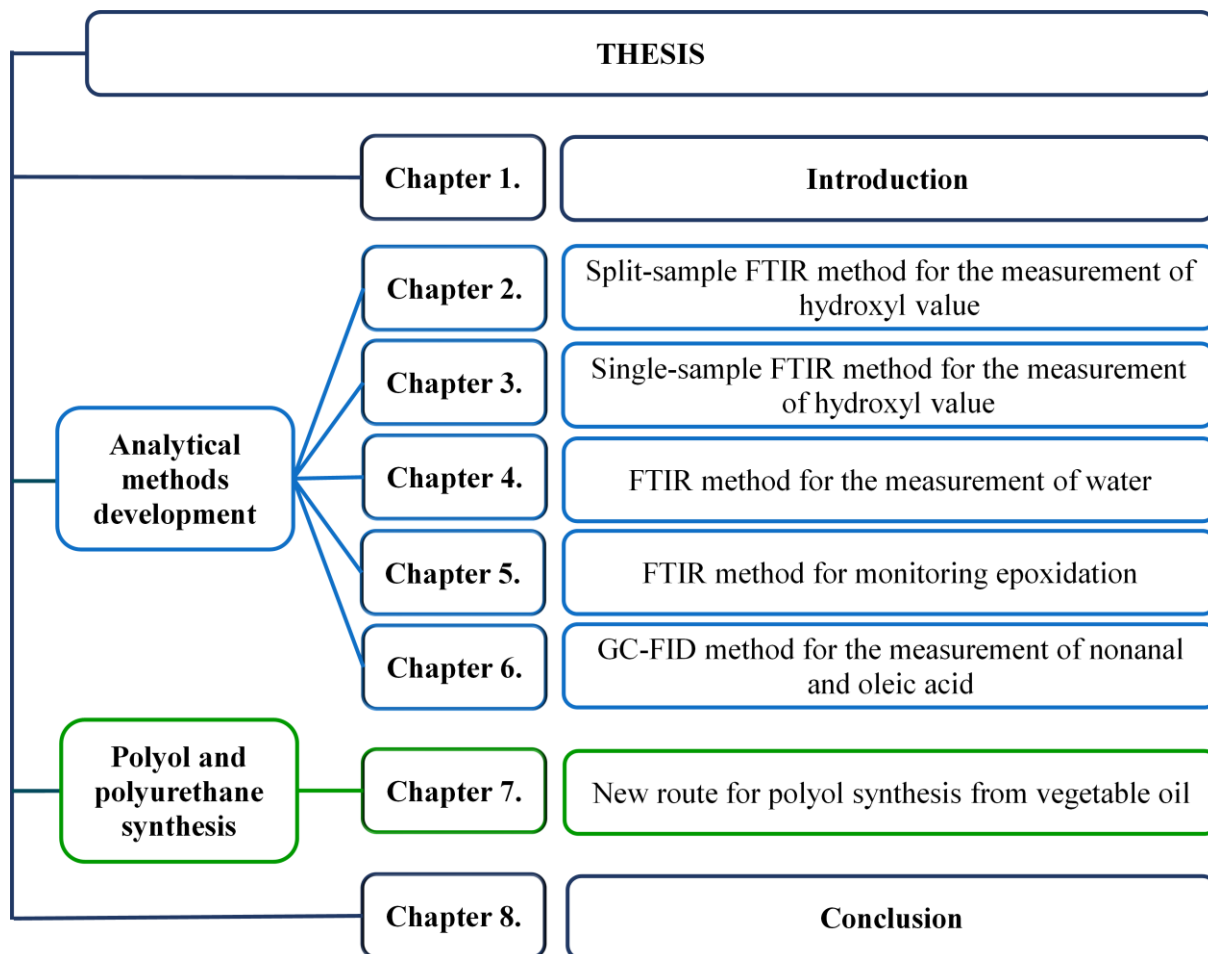 THESIS
Chapter 1.
Introduction
Chapter 2.
Split-sample FTIR method for the measurement of
hydroxyl value
Chapter 3.
Single-sample FTIR method for the measurement
of hydroxyl value
Analytical
methods
development
Chapter 4.
FTIR method for the measurement of water
Chapter 5.
FTIR method for monitoring epoxidation
Chapter 6.
GC-FID method for the measurement of nonanal
and oleic acid
Polyol and
polyurethane
synthesis
Chapter 7.
New route for polyol synthesis from vegetable oil
Chapter 8.
Conclusion